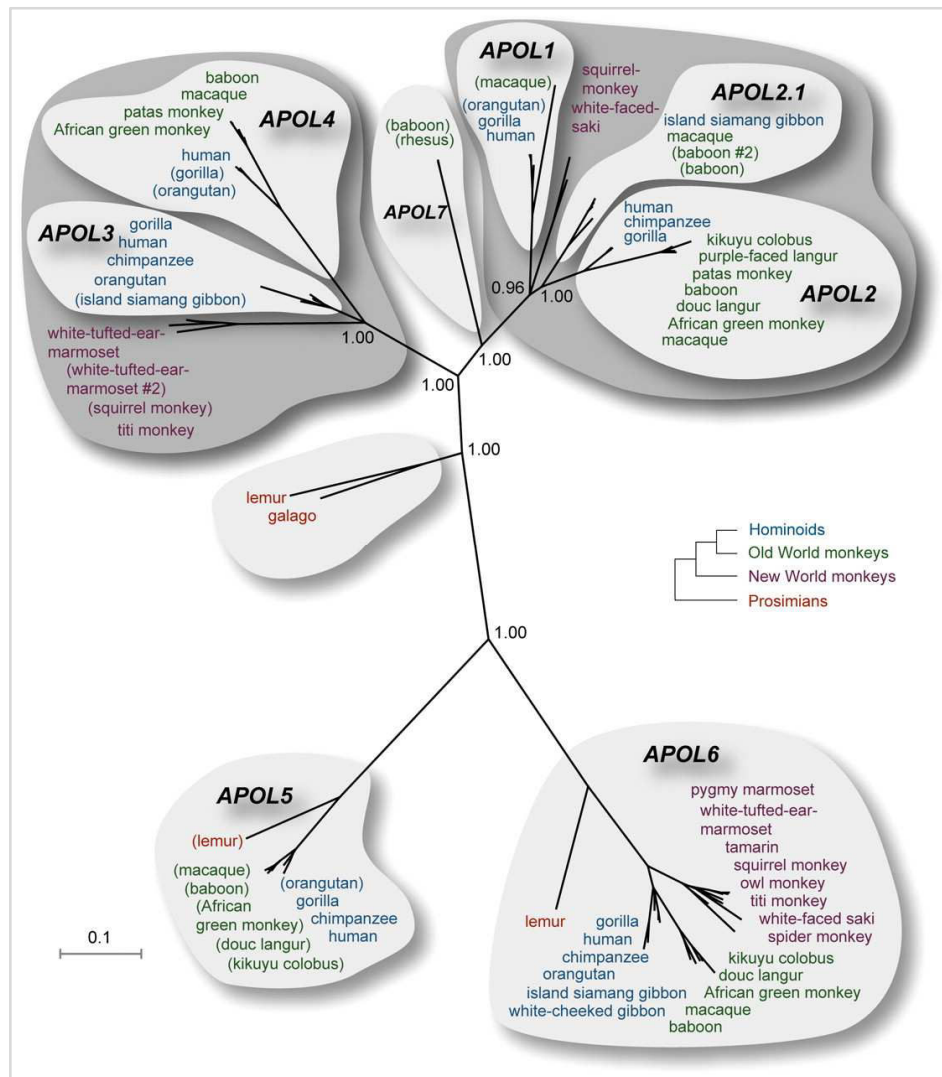 APOL4
baboon
macaque
patas monkey
African green monkey
human
(gorilla)
(orangutan)
APOL3
gorilla
human
chimpanzee
orangutan
(island siamang gibbon)
white-tufted-ear-
marmoset
(white-tufted-ear-
marmoset #2)
(squirrel monkey)
titi monkey
1.00
(baboon)
(rhesus)
APOL7
APOL1
(macaque)
(orangutan)
gorilla
human
squirrel-
monkey
white-faced-
saki
APOL2.1
island siamang gibbon
macaque
(baboon #2)
(baboon)
human
chimpanzee
gorilla
kikuyu colobus
purple-faced langur
patas monkey
baboon
douc langur
African green monkey
macaque
APOL2
0.96
1.00
1.00
1.00
1.00
lemur
galago
Hominoids
Old World monkeys
New World monkeys
Prosimians
1.00
APOL5
(lemur)
(macaque)
(baboon)
(African
green monkey)
(douc langur)
(kikuyu colobus)
(orangutan)
gorilla
chimpanzee
human
0.1
APOL6
pygmy marmoset
white-tufted-ear-
marmoset
tamarin
squirrel monkey
owl monkey
titi monkey
white-faced saki
spider monkey
lemur
gorilla
human
chimpanzee
orangutan
island siamang gibbon
white-cheeked gibbon
kikuyu colobus
douc langur
African green monkey
macaque
baboon